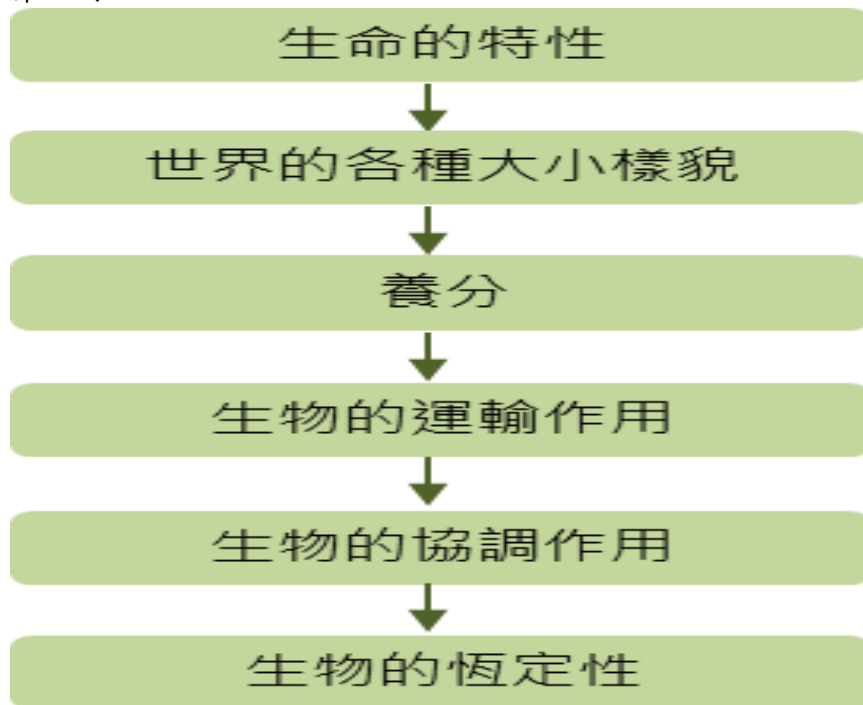 生命的特性
世界的各種大小樣貌
養分
生物的運輸作用
生物的協調作用
生物的恆定性